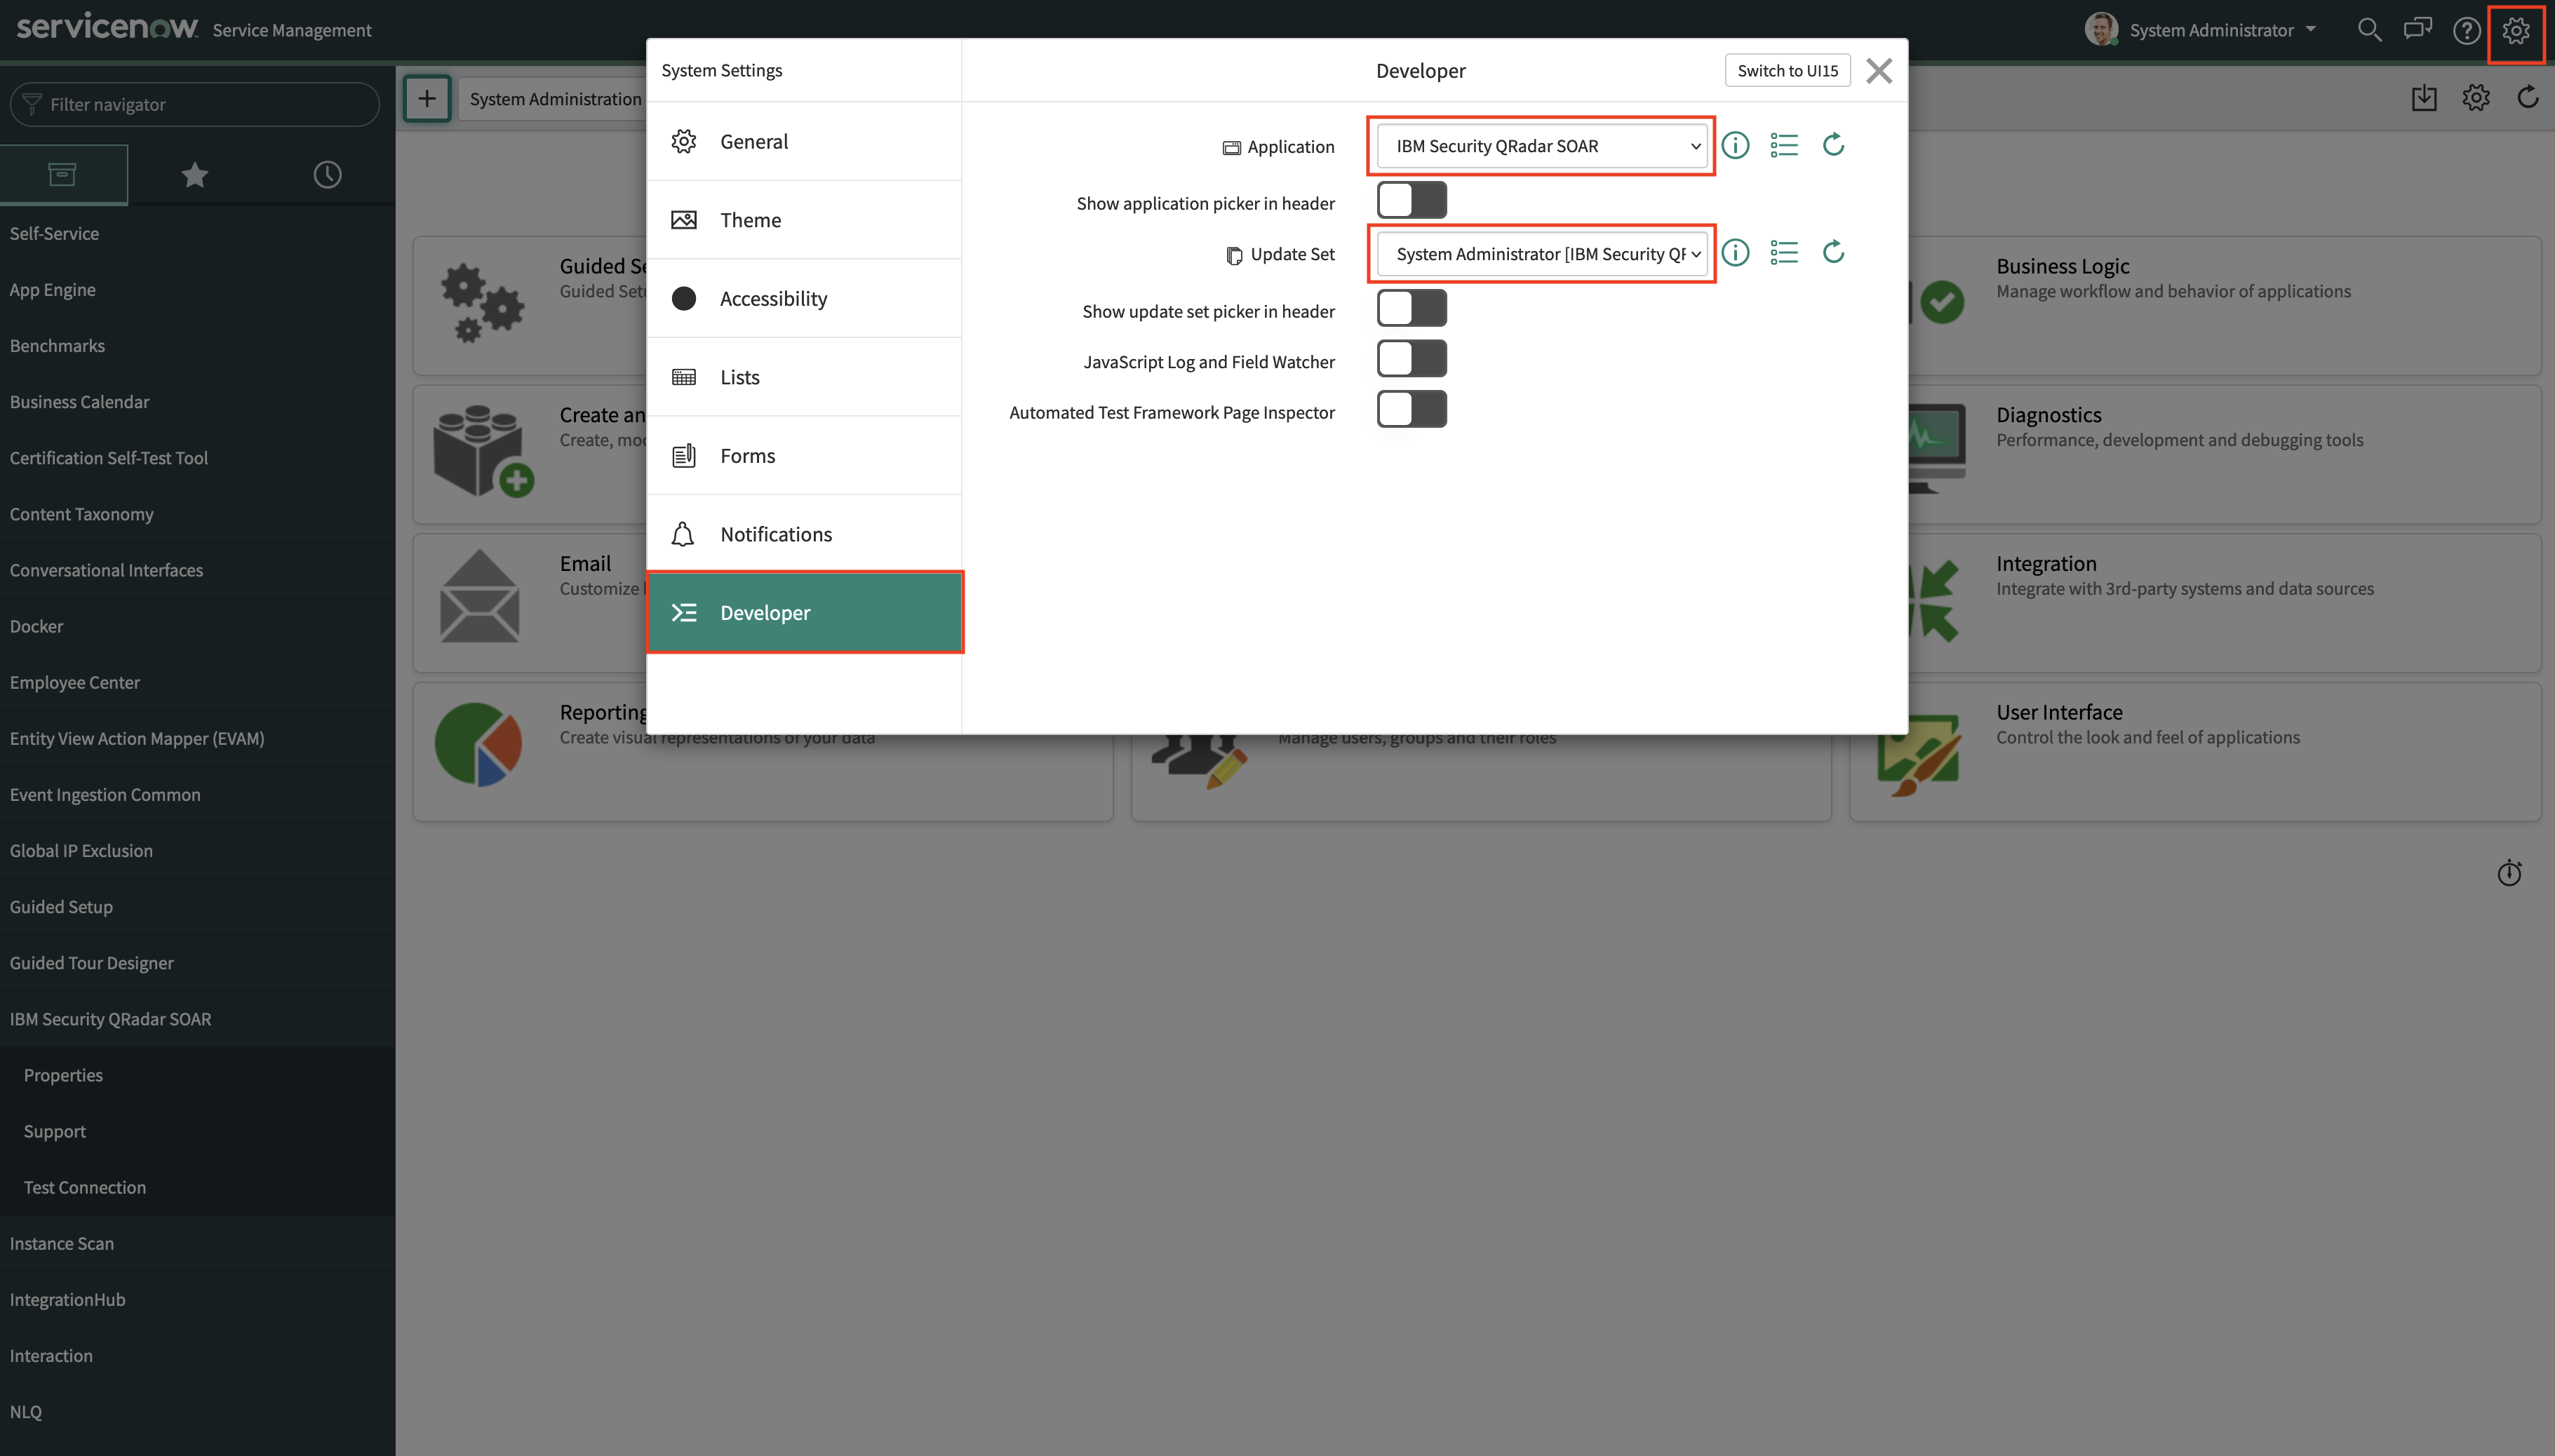 servicenow Service Management
System Administrator
Filter navigator
Self-Service
App Engine
Benchmarks
Business Calendar
Certification Self-Test Tool
Content Taxonomy
Conversational Interfaces
Docker
Employee Center
Entity View Action Mapper (EVAM)
Event Ingestion Common
Global IP Exclusion
Guided Setup
Guided Tour Designer
IBM Security QRadar SOAR
Properties
Support
Test Connection
Instance Scan
IntegrationHub
Interaction
NLQ
System Administration
System Settings
General
Theme
Accessibility
Lists
Forms
Notifications
Developer
Developer
Switch to UI15
Application
IBM Security QRadar SOAR
Show application picker in header
Update Set
System Administrator [IBM Security QF
Show update set picker in header
JavaScript Log and Field Watcher
Automated Test Framework Page Inspector
Guided Se
Guided Setu
Create an
Create, mod
Email
Customize
Reporting
Create visual representations of your data
Manage users, groups and their roles
Business Logic
Manage workflow and behavior of applications
Diagnostics
Performance, development and debugging tools
Integration
Integrate with 3rd-party systems and data sources
User Interface
Control the look and feel of applications